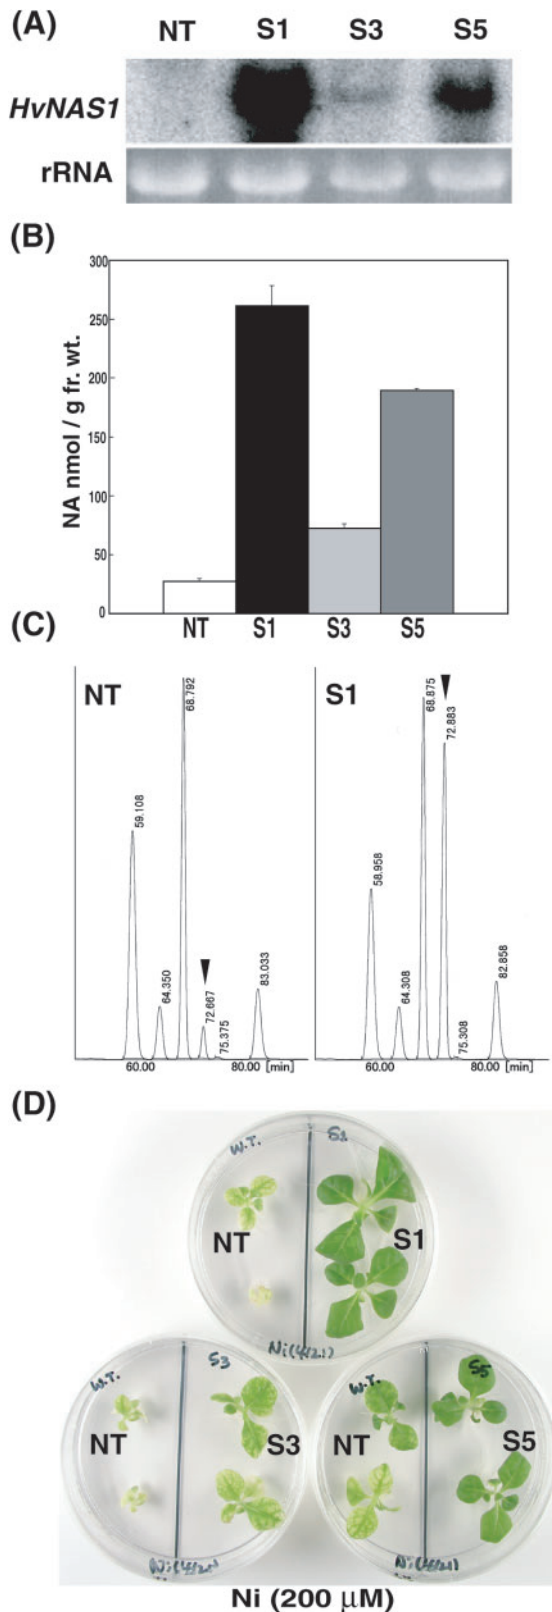 (A)
NT S1 S3 S5
HvNAS1
rRNA
(B)
NA nmol / g fr. wt.
300
250
200
150
100
50
0
NT S1 S3 S5
(C)
NT
59.108
64.350
68.792
72.667
75.375
83.033
60.00 80.00 [min]
S1
58.958
64.308
68.875
72.883
75.308
82.858
60.00 80.00 [min]
(D)
W.T. S1
NT S1
W.T. S3
NT S3
W.T. S5
NT S5
Ni (200 µM)